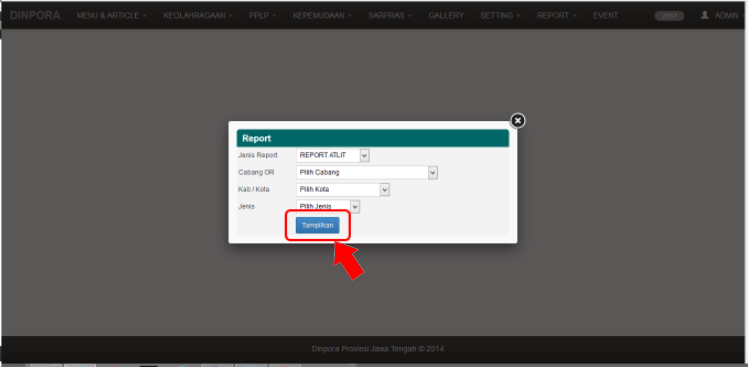 DINPORA MENU & ARTICLE KEOLAHRAGAAN PPLP KEPEMUDAAN SARPRAS GALLERY SETTING REPORT EVENT ADMIN
Report
Jenis Report REPORT ATLIT
Cabang OR Pilih Cabang
Kab / Kota Pilih Kota
Jenis Pilih Jenis
Tampilkan
Dinpora Provinsi Jawa Tengah © 2014